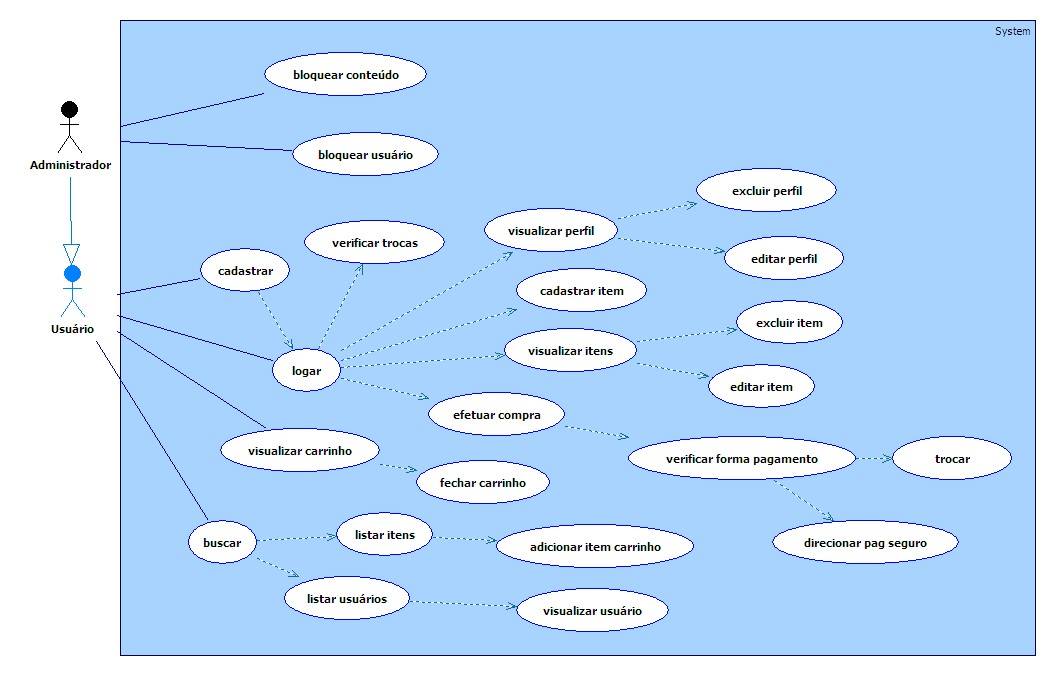 System
bloquear conteúdo
Administrador
bloquear usuário
excluir perfil
visualizar perfil
verificar trocas
editar perfil
cadastrar
cadastrar item
Usuário
excluir item
visualizar itens
logar
editar item
efetuar compra
visualizar carrinho
verificar forma pagamento
trocar
fechar carrinho
buscar
listar itens
adicionar item carrinho
direcionar pag seguro
listar usuários
visualizar usuário